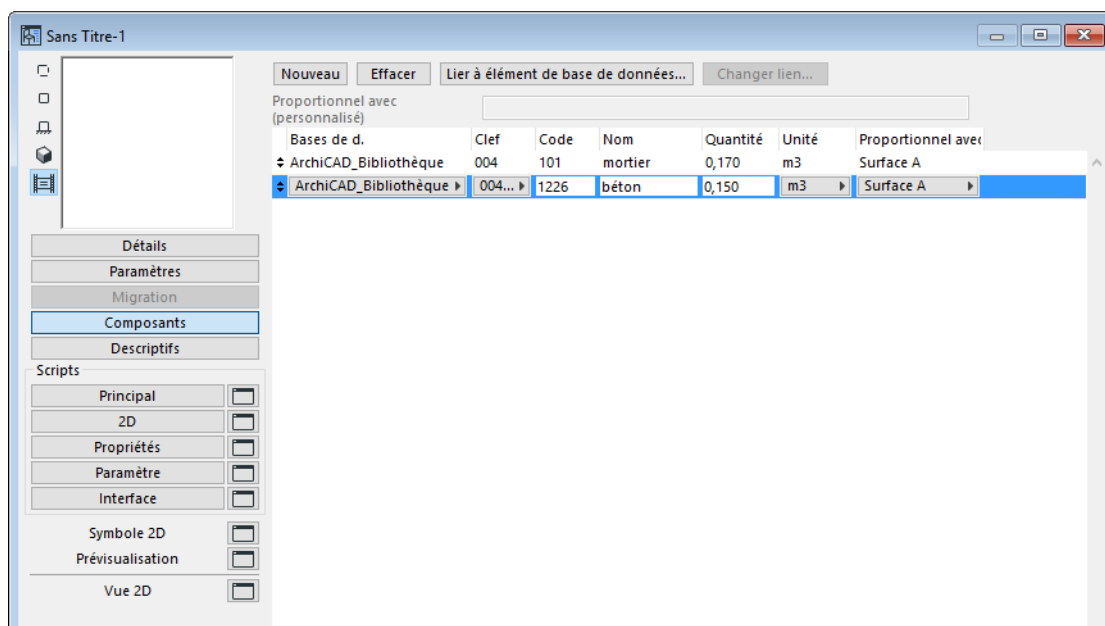 Sans Titre-1
Nouveau Effacer Lier à élément de base de données... Changer lien...
Proportionnel avec
(personnalisé)
Bases de d. Clef Code Nom Quantité Unité Proportionnel avec
ArchiCAD_Bibliothèque 004 101 mortier 0,170 m3 Surface A
ArchiCAD_Bibliothèque 004... 1226 béton 0,150 m3 Surface A
Détails
Paramètres
Migration
Composants
Descriptifs
Scripts
Principal
2D
Propriétés
Paramètre
Interface
Symbole 2D
Prévisualisation
Vue 2D